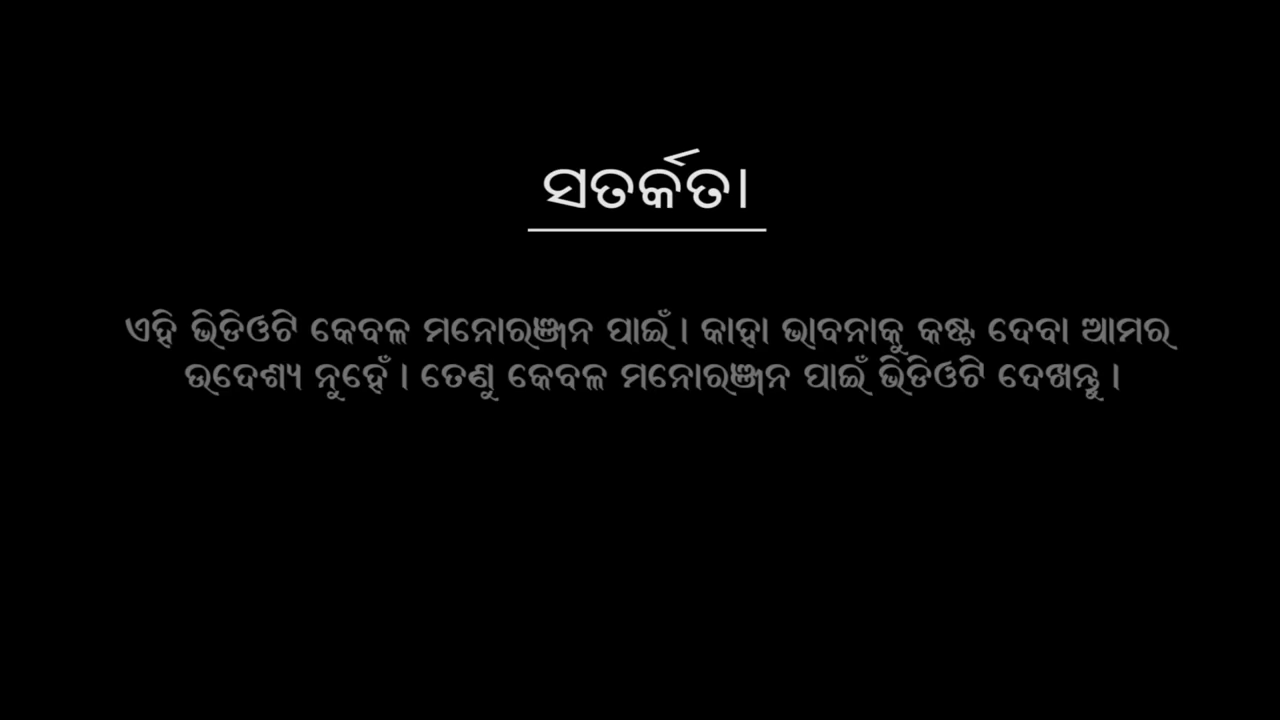 ସତର୍କତା
ଏହି ଭିଡିଓଟି କେବଳ ମନୋରଞ୍ଜନ ପାଇଁ । କାହା ଭାବନାକୁ କଷ୍ଟ ଦେବା ଆମର
ଉଦେଶ୍ୟ ନୁହେଁ । ତେଣୁ କେବଳ ମନୋରଞ୍ଜନ ପାଇଁ ଭିଡିଓଟି ଦେଖନ୍ତୁ ।